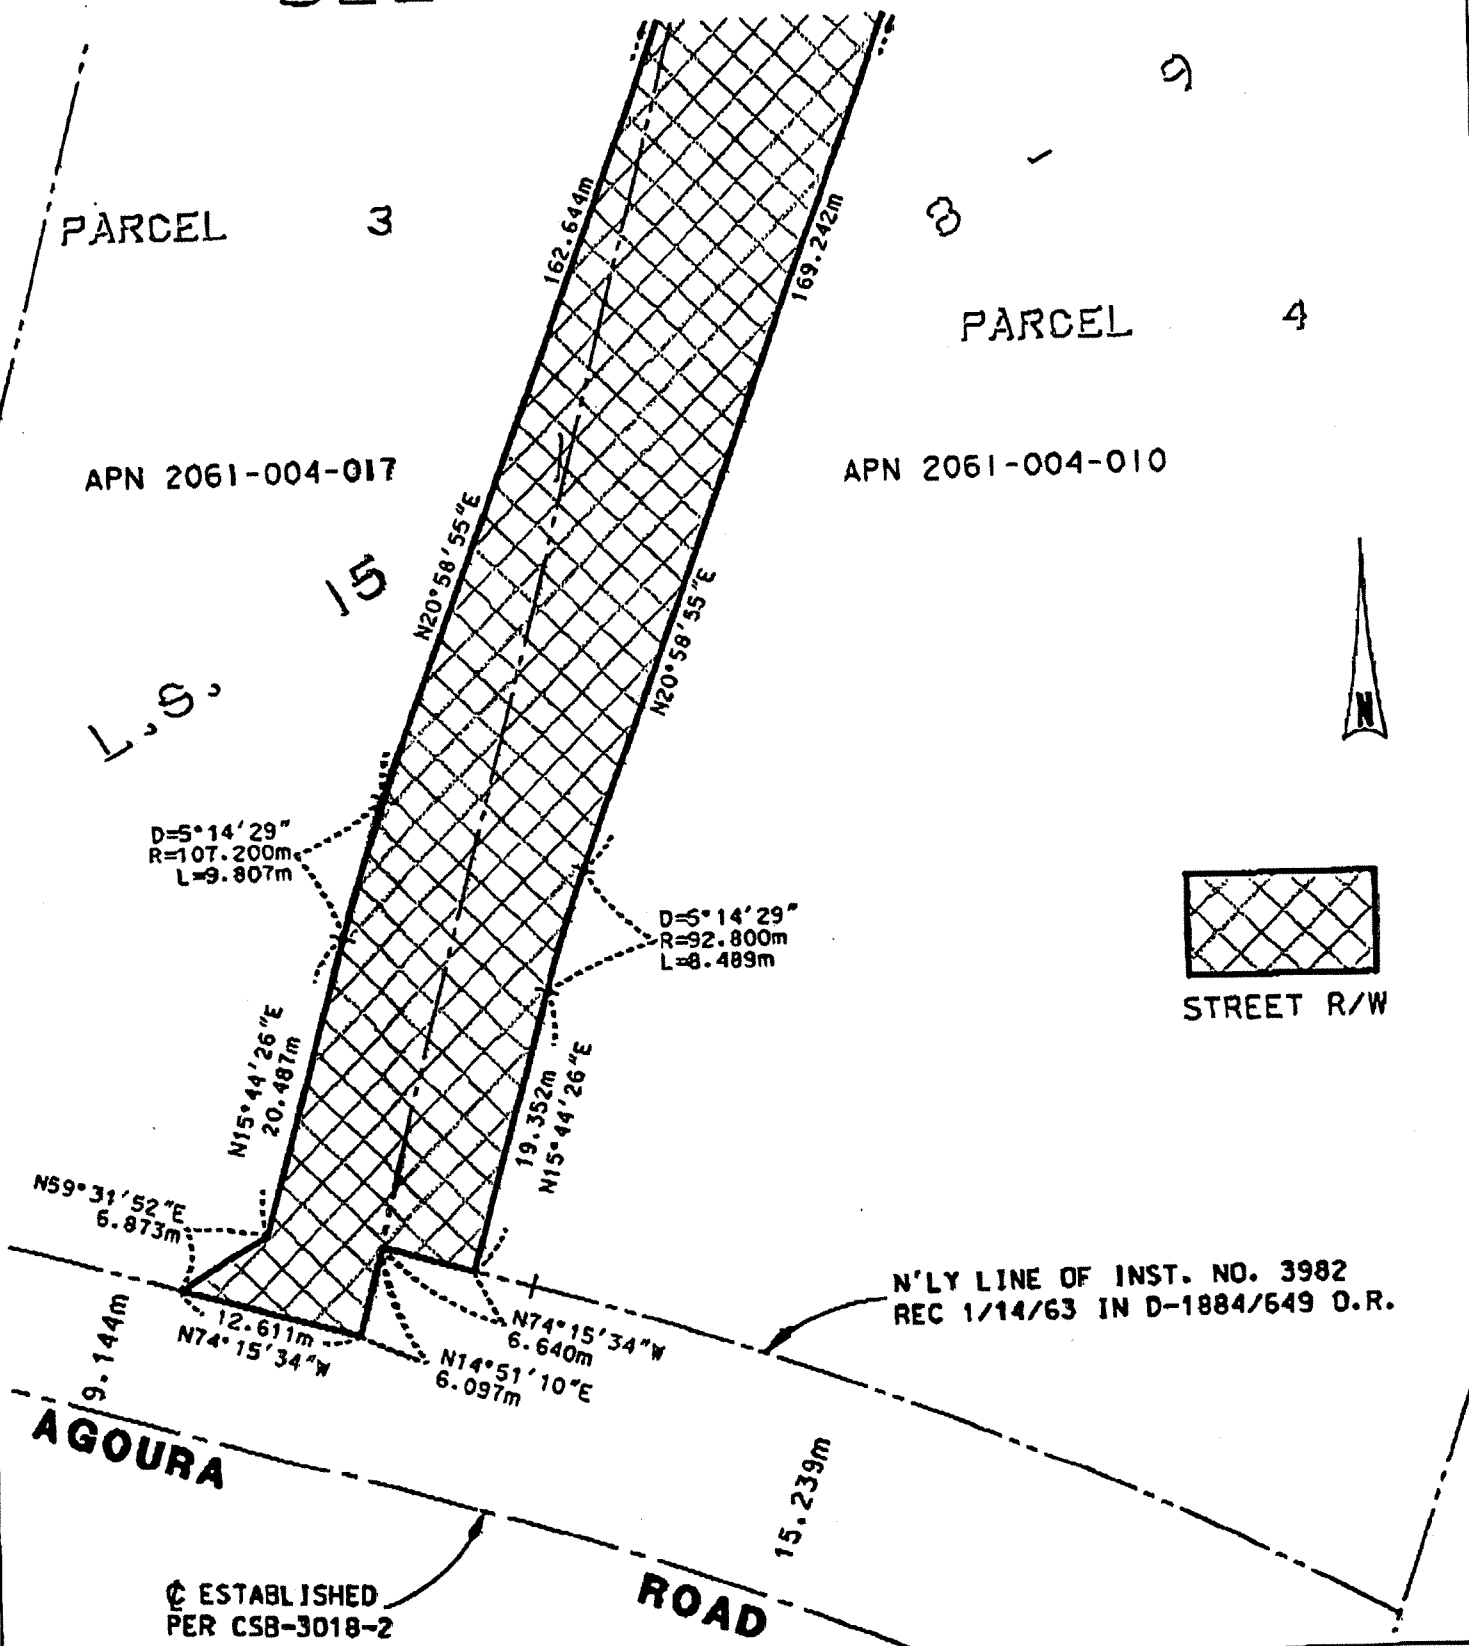 9
PARCEL 3
162.644m
169.242m
8
PARCEL 4
APN 2061-004-017
APN 2061-004-010
N20°58'55"E
N20°58'55"E
L.S. 15
N
D=5°14'29"
R=107.200m
L=9.807m
D=5°14'29"
R=92.800m
L=8.489m
STREET R/W
N15°44'26"E
20.487m
19.352m
N15°44'26"E
N59°31'52"E
6.873m
12.611m
N74°15'34"W
N74°15'34"W
6.640m
N14°51'10"E
6.097m
N'LY LINE OF INST. NO. 3982
REC 1/14/63 IN D-1884/649 O.R.
9.144m
15.239m
AGOURA ROAD
℄ ESTABLISHED
PER CSB-3018-2